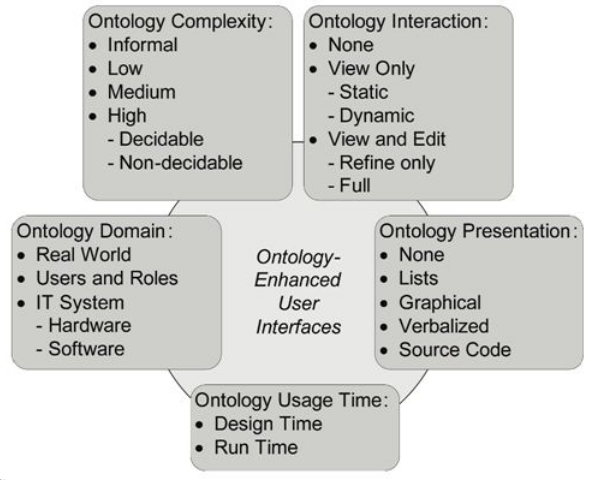 Ontology Complexity:
• Informal
• Low
• Medium
• High
- Decidable
- Non-decidable
Ontology Interaction:
• None
• View Only
- Static
- Dynamic
• View and Edit
- Refine only
- Full
Ontology Domain:
• Real World
• Users and Roles
• IT System
- Hardware
- Software
Ontology-
Enhanced
User
Interfaces
Ontology Presentation:
• None
• Lists
• Graphical
• Verbalized
• Source Code
Ontology Usage Time:
• Design Time
• Run Time